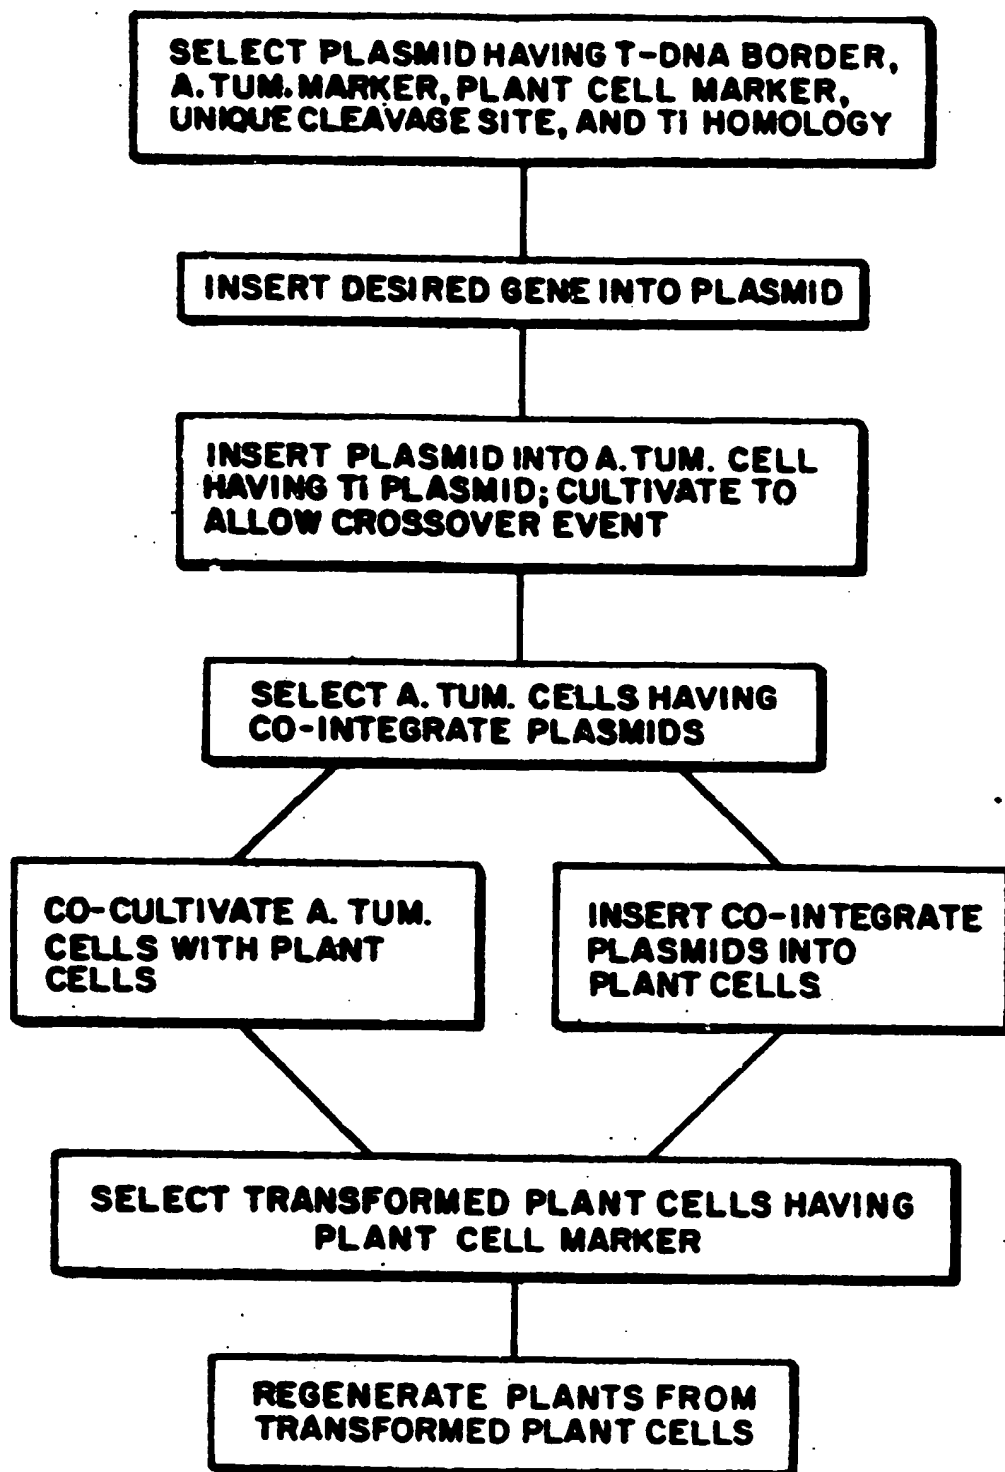 SELECT PLASMID HAVING T-DNA BORDER,
A. TUM. MARKER, PLANT CELL MARKER,
UNIQUE CLEAVAGE SITE, AND Ti HOMOLOGY
INSERT DESIRED GENE INTO PLASMID
INSERT PLASMID INTO A. TUM. CELL
HAVING Ti PLASMID; CULTIVATE TO
ALLOW CROSSOVER EVENT
SELECT A. TUM. CELLS HAVING
CO-INTEGRATE PLASMIDS
CO-CULTIVATE A. TUM.
CELLS WITH PLANT
CELLS
INSERT CO-INTEGRATE
PLASMIDS INTO
PLANT CELLS
SELECT TRANSFORMED PLANT CELLS HAVING
PLANT CELL MARKER
REGENERATE PLANTS FROM
TRANSFORMED PLANT CELLS